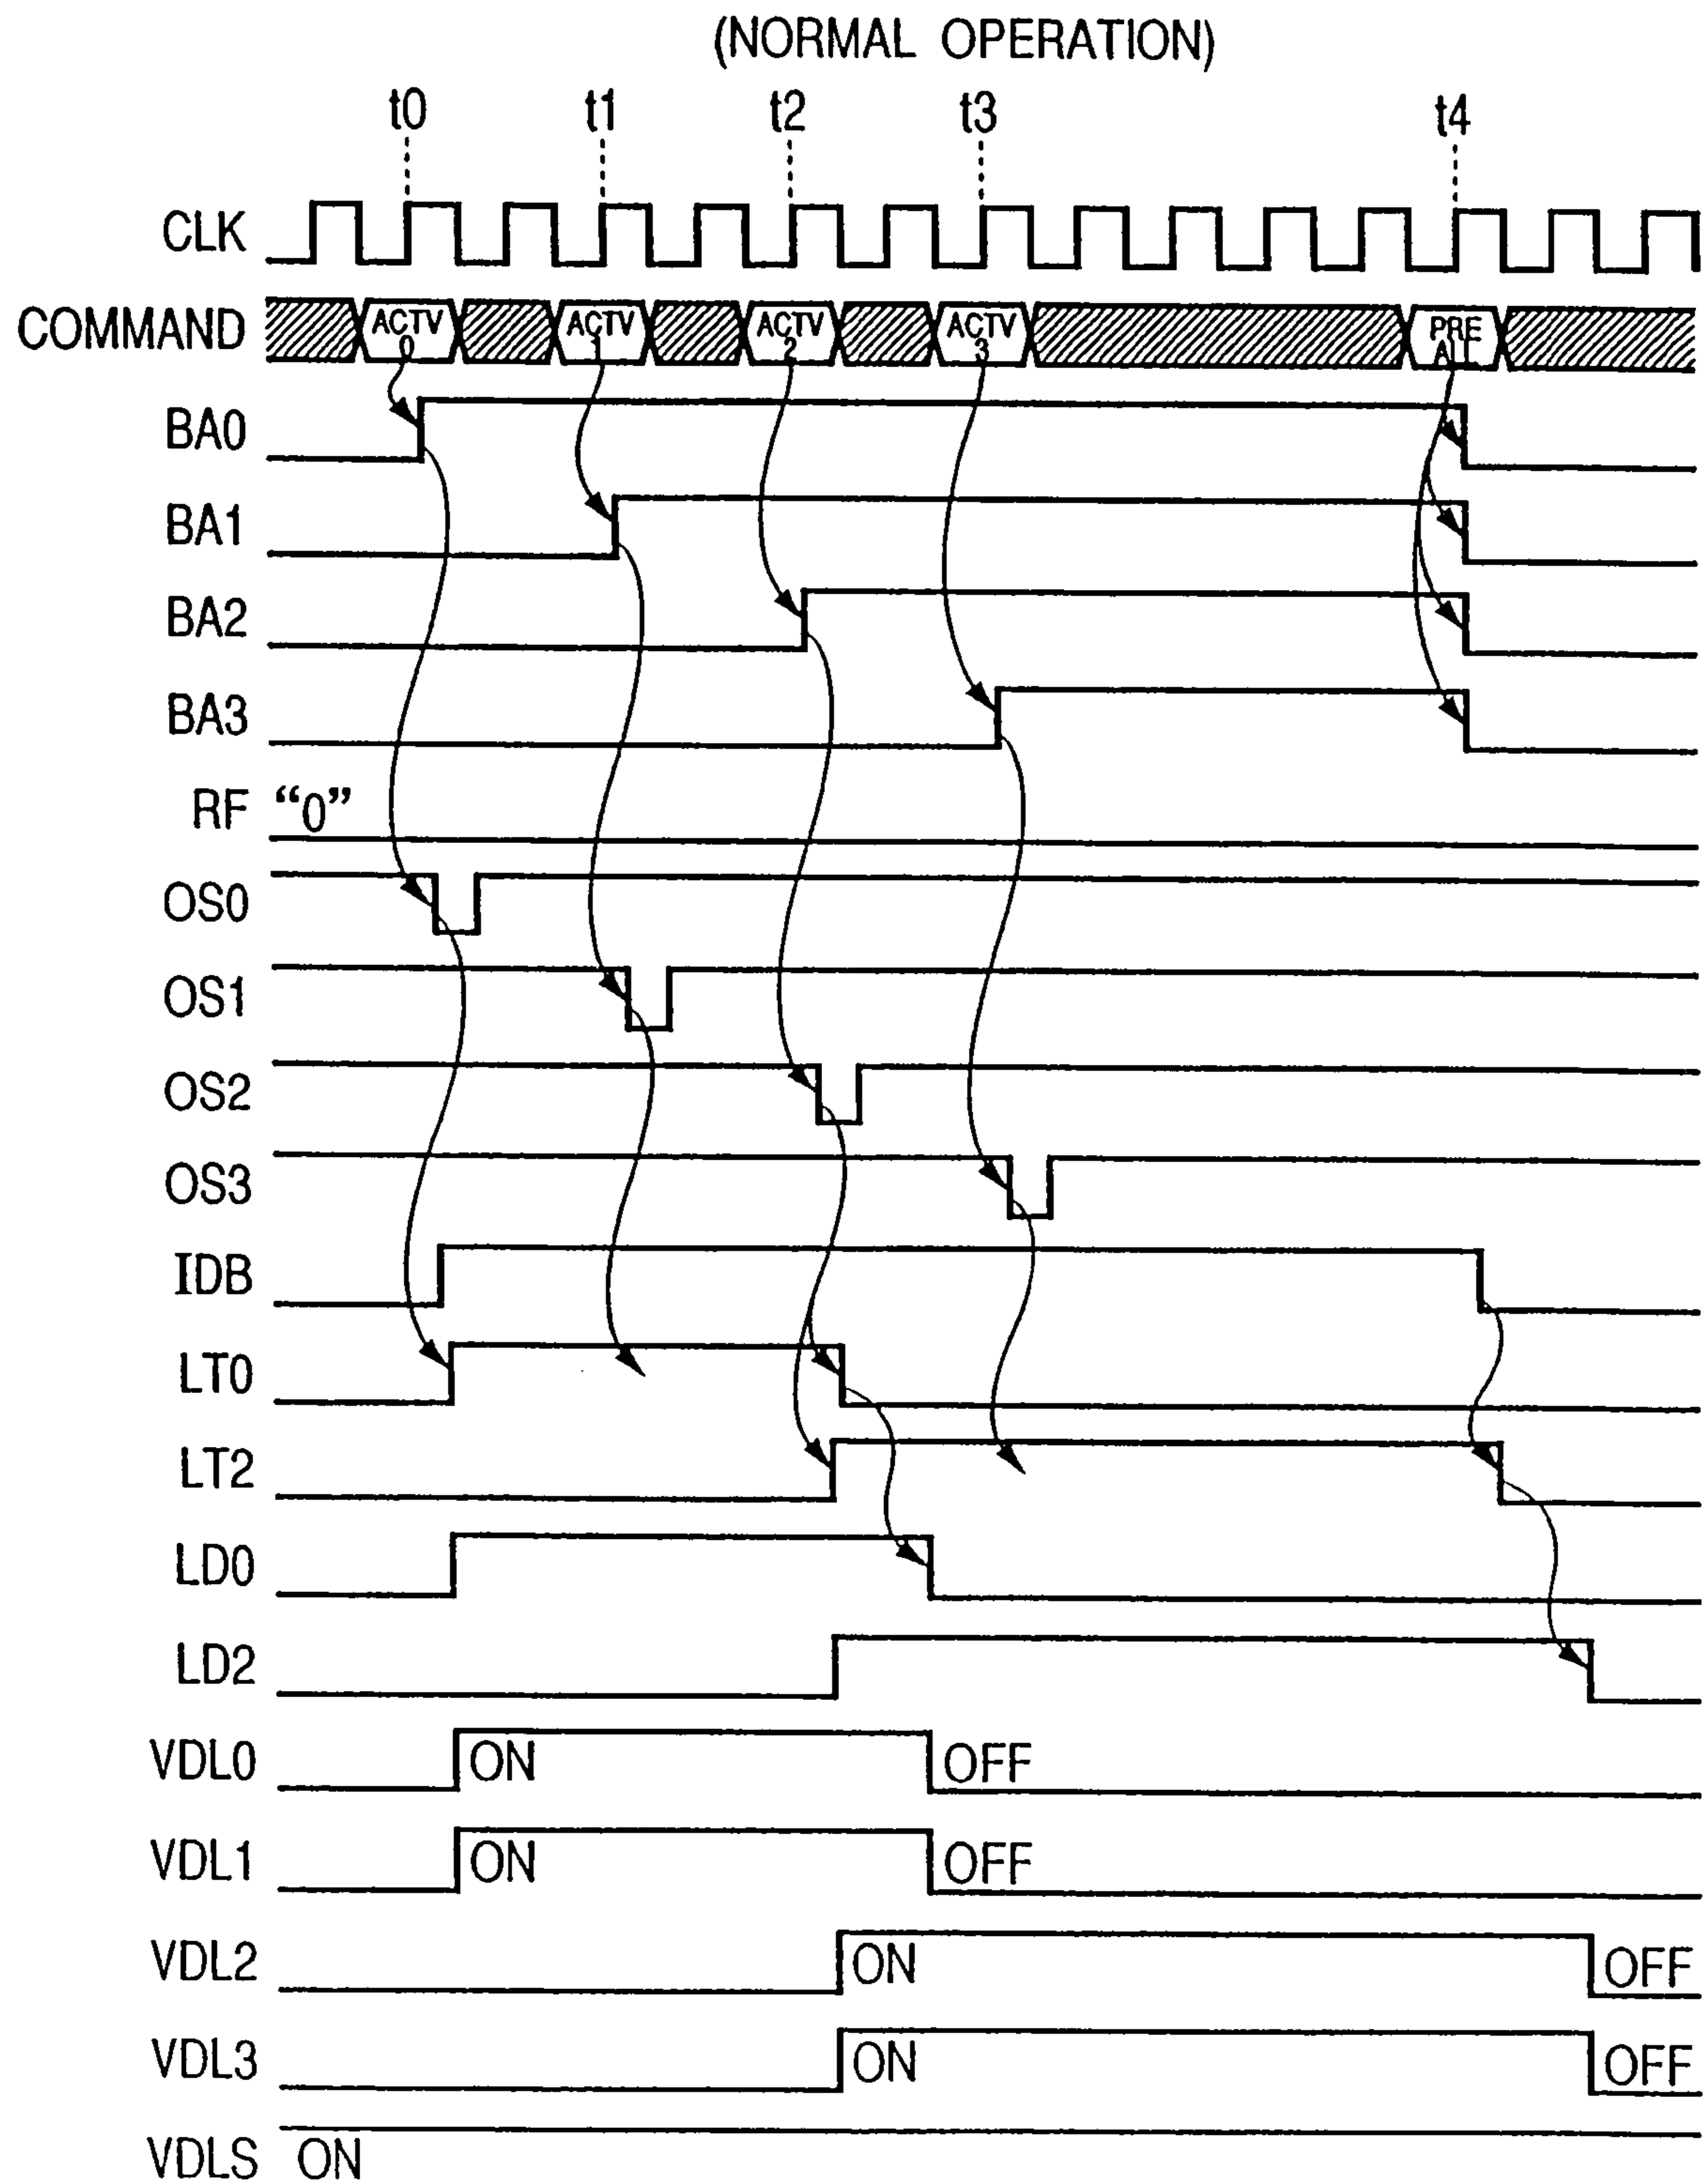 (NORMAL OPERATION)
t0 t1 t2 t3 t4
CLK
COMMAND ACTV 0 ACTV 1 ACTV 2 ACTV 3 PRE ALL
BA0
BA1
BA2
BA3
RF “0”
OS0
OS1
OS2
OS3
IDB
LT0
LT2
LD0
LD2
VDL0 ON OFF
VDL1 ON OFF
VDL2 ON OFF
VDL3 ON OFF
VDLS ON